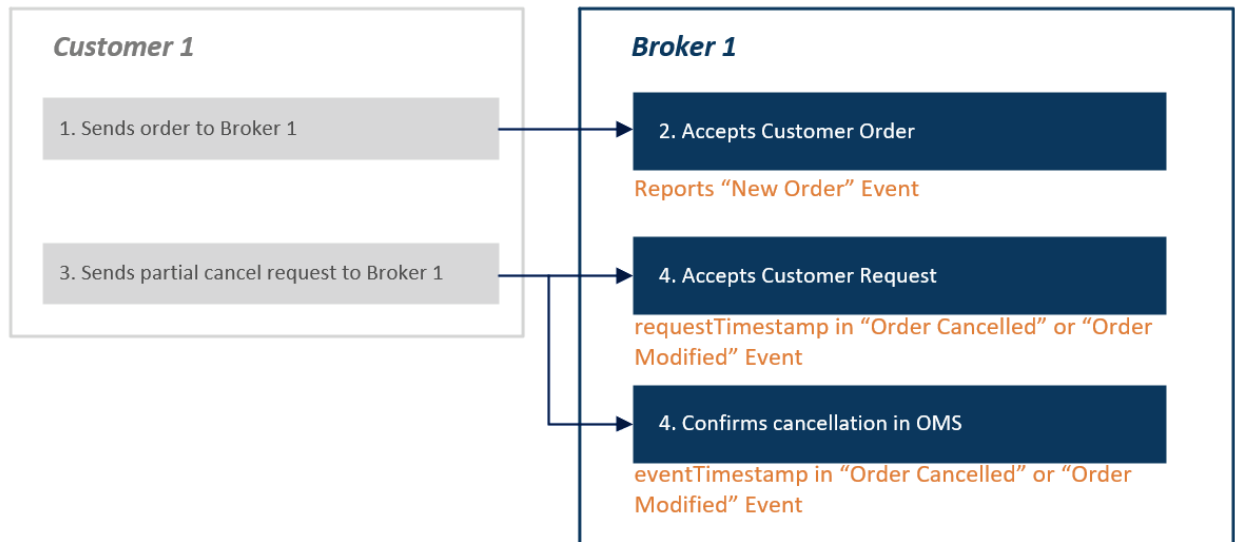 Customer 1
1. Sends order to Broker 1
3. Sends partial cancel request to Broker 1
Broker 1
2. Accepts Customer Order
Reports “New Order” Event
4. Accepts Customer Request
requestTimestamp in “Order Cancelled” or “Order
Modified” Event
4. Confirms cancellation in OMS
eventTimestamp in “Order Cancelled” or “Order
Modified” Event